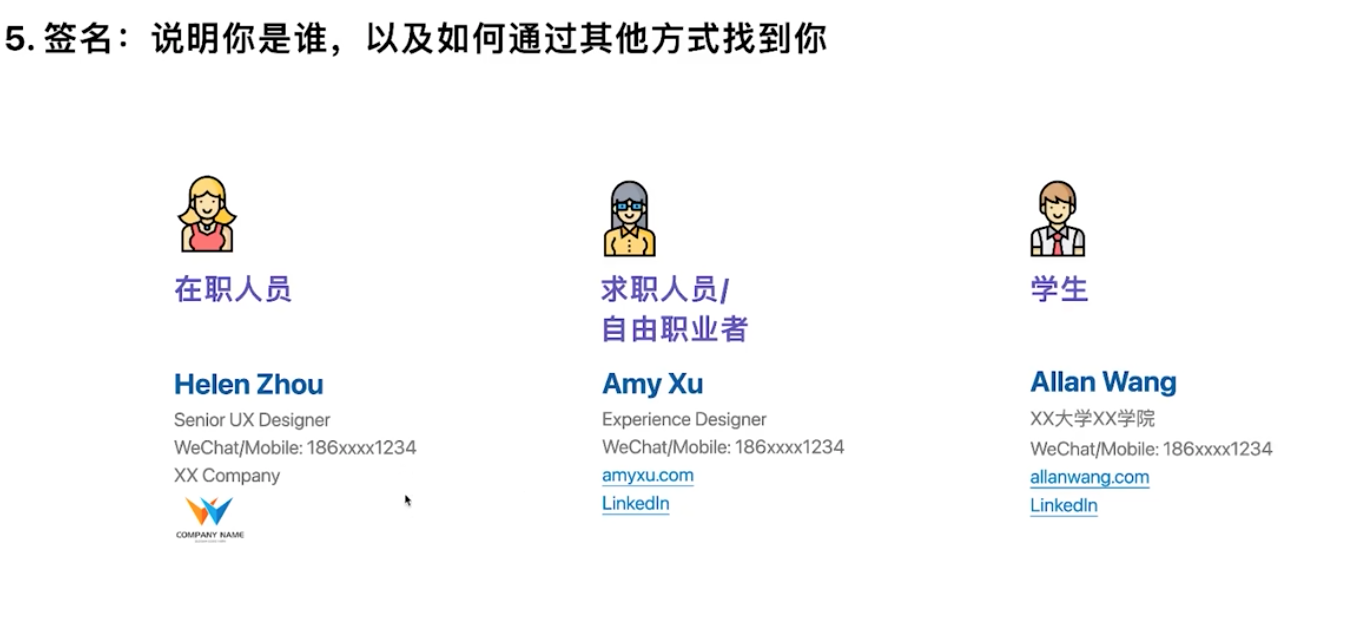 5. 签名：说明你是谁，以及如何通过其他方式找到你
在职人员
Helen Zhou
Senior UX Designer
WeChat/Mobile: 186xxxx1234
XX Company
COMPANY NAME
求职人员/
自由职业者
Amy Xu
Experience Designer
WeChat/Mobile: 186xxxx1234
amyxu.com
LinkedIn
学生
Allan Wang
XX大学XX学院
WeChat/Mobile: 186xxxx1234
allanwang.com
LinkedIn